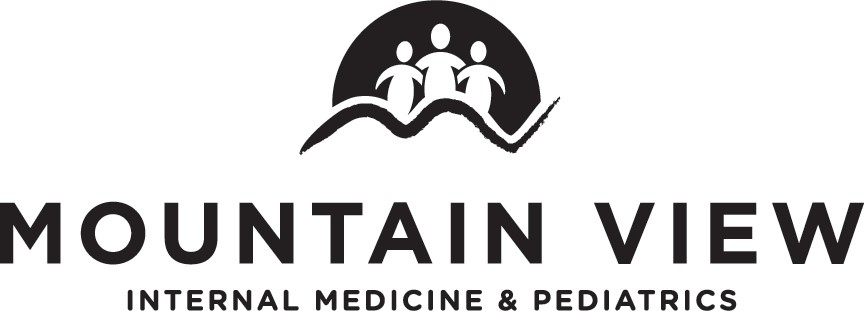 MOUNTAIN VIEW
INTERNAL MEDICINE & PEDIATRICS